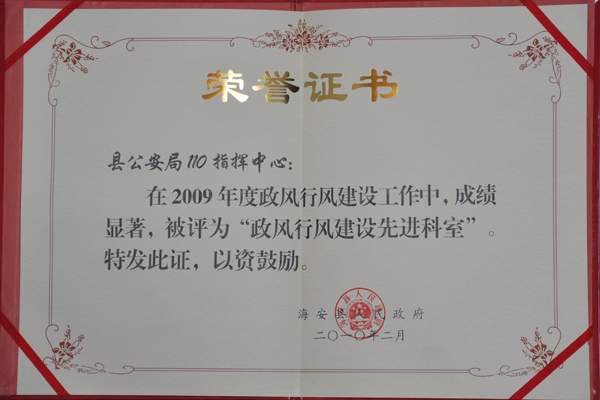 荣誉证书
县公安局110指挥中心：
在2009年度政风行风建设工作中，成绩
显著，被评为“政风行风建设先进科室”。
特发此证，以资鼓励。
海安县人民政府
二〇一〇年二月